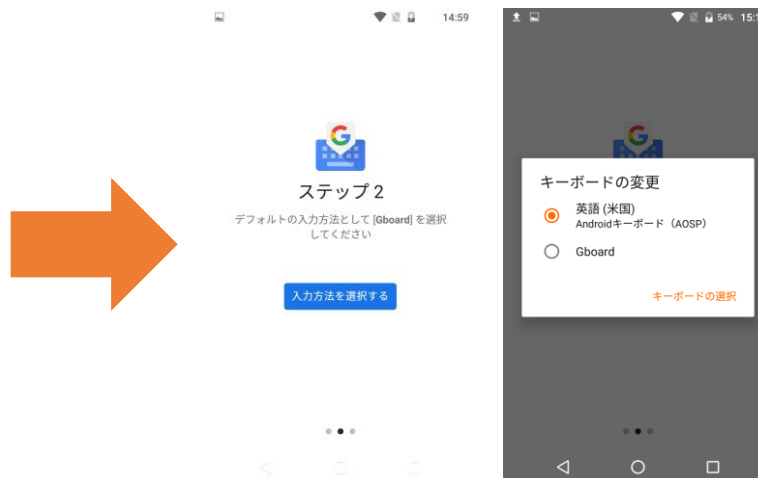 14:59
ステップ 2
デフォルトの入力方法として [Gboard] を選択
してください
入力方法を選択する
54% 15:1
キーボードの変更
英語 (米国)
Androidキーボード（AOSP）
Gboard
キーボードの選択